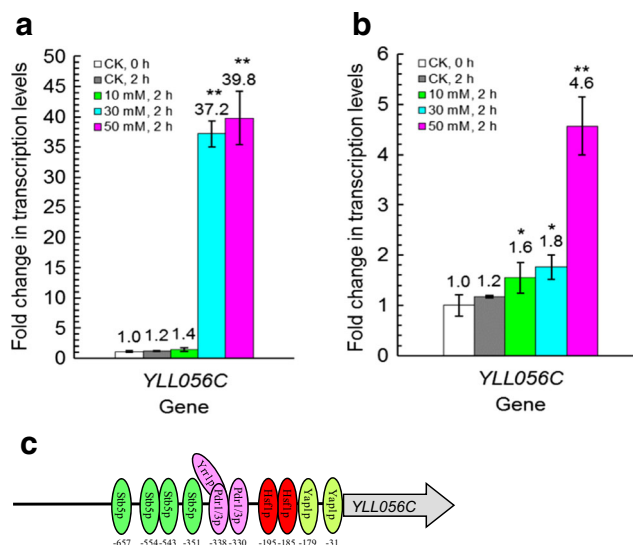 a
Fold change in transcription levels
50
45
40
35
30
25
20
15
10
5
0
CK, 0 h
CK, 2 h
10 mM, 2 h
30 mM, 2 h
50 mM, 2 h
**
39.8
**
37.2
1.0 1.2 1.4
YLL056C
Gene
b
Fold change in transcription levels
6
5
4
3
2
1
0
CK, 0 h
CK, 2 h
10 mM, 2 h
30 mM, 2 h
50 mM, 2 h
**
4.6
*
1.8
*
1.6
1.0 1.2
YLL056C
Gene
c
Stb5p Stb5p Stb5p Stb5p Yrr1p Pdr1/3p Pdr1/3p Hsf1p Hsf1p Yap1p Yap1p YLL056C
-657 -554 -543 -351 -338 -330 -195 -185 -179 -31